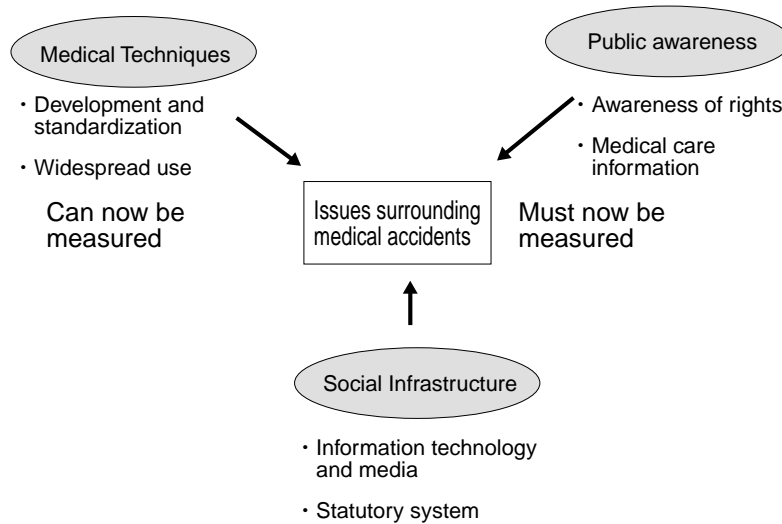 Medical Techniques
・Development and
standardization
・Widespread use
Can now be
measured
Public awareness
・Awareness of rights
・Medical care
information
Must now be
measured
Issues surrounding
medical accidents
Social Infrastructure
・Information technology
and media
・Statutory system